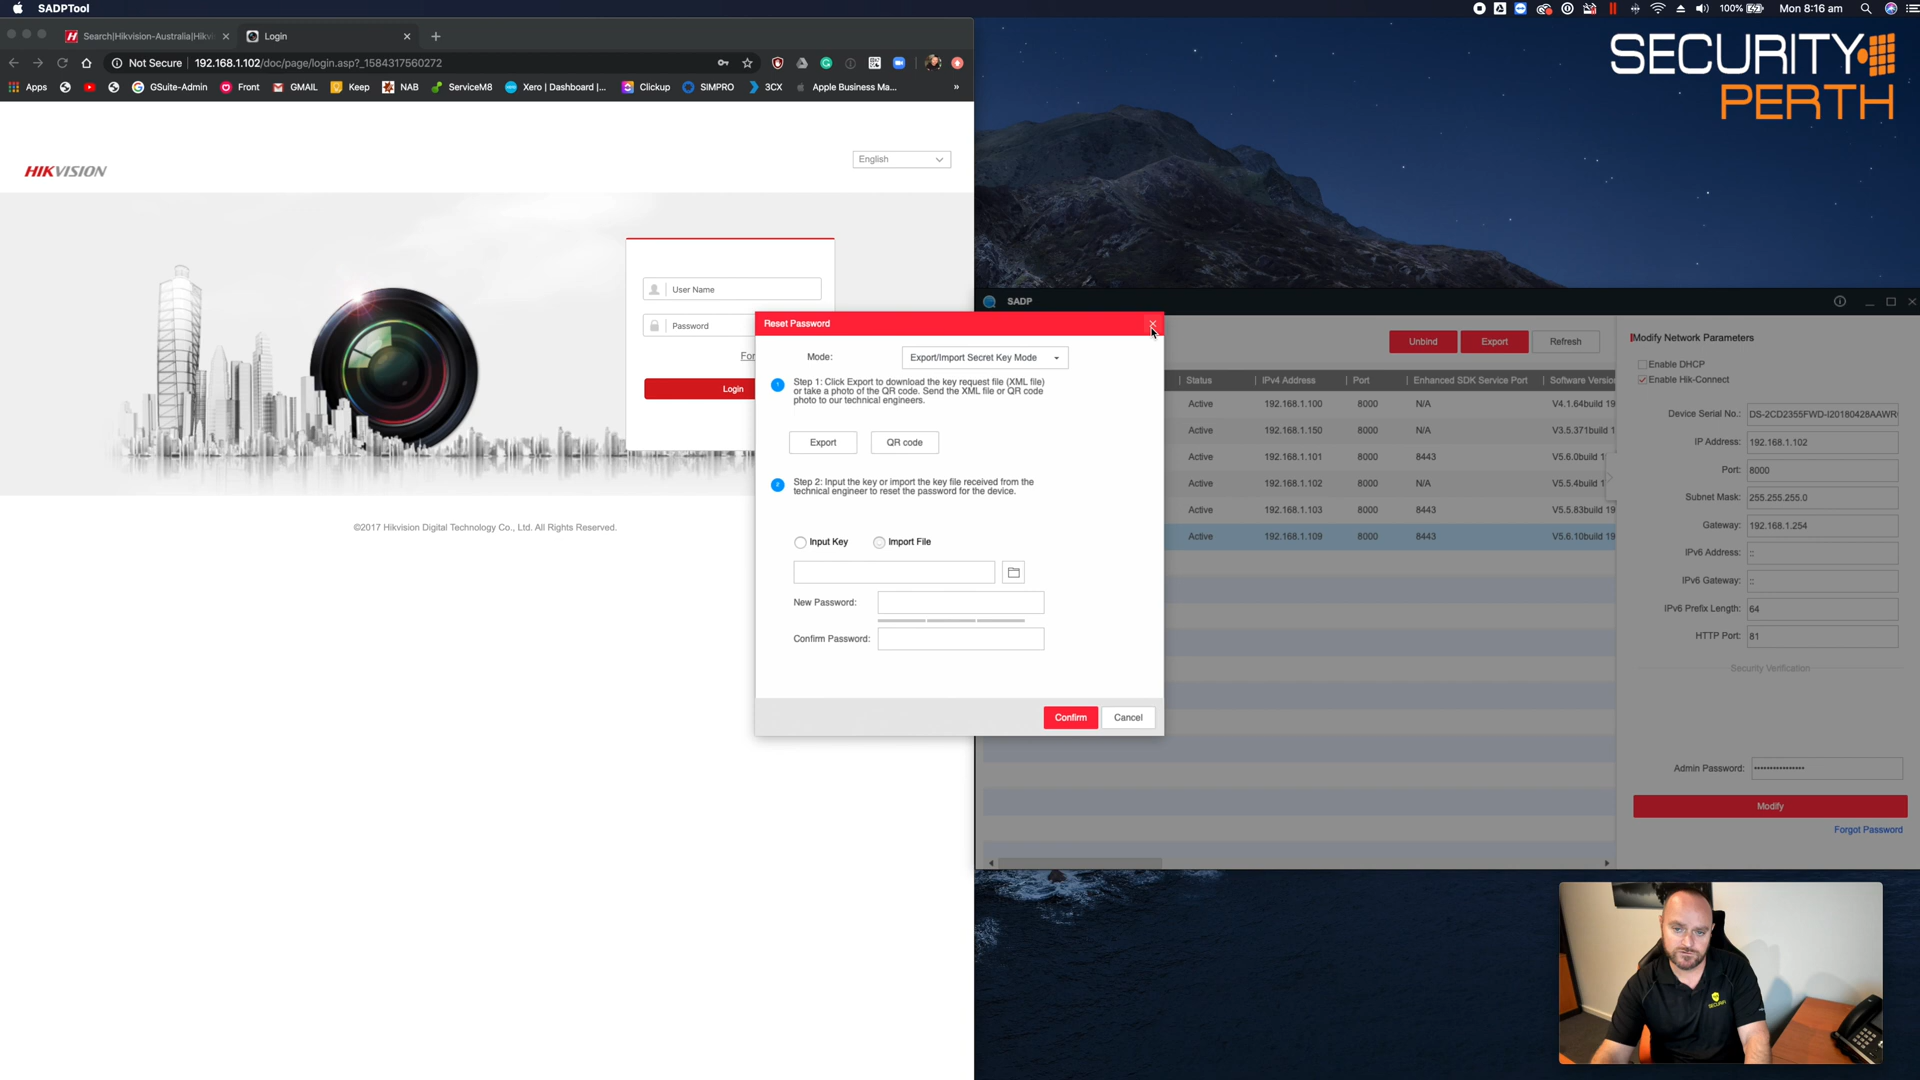 SADPTool
100%
Mon 8:16 am
Search|Hikvision-Australia|Hikvi
Login
Not Secure
192.168.1.102/doc/page/login.asp?_1584317560272
Apps
GSuite-Admin
Front
GMAIL
Keep
NAB
ServiceM8
Xero | Dashboard |...
Clickup
SIMPRO
3CX
Apple Business Ma...
»
SECURITY
PERTH
HIKVISION
English
User Name
Password
For
Login
©2017 Hikvision Digital Technology Co., Ltd. All Rights Reserved.
Reset Password
Mode:
Export/Import Secret Key Mode
1
Step 1: Click Export to download the key request file (XML file)
or take a photo of the QR code. Send the XML file or QR code
photo to our technical engineers.
Export
QR code
2
Step 2: Input the key or import the key file received from the
technical engineer to reset the password for the device.
Input Key
Import File
New Password:
Confirm Password:
Confirm
Cancel
SADP
Unbind
Export
Refresh
Status
IPv4 Address
Port
Enhanced SDK Service Port
Software Versio
Active 192.168.1.100 8000 N/A V4.1.64build 19
Active 192.168.1.150 8000 N/A V3.5.371build 1
Active 192.168.1.101 8000 8443 V5.6.0build 1
Active 192.168.1.102 8000 N/A V5.5.4build 1
Active 192.168.1.103 8000 8443 V5.5.83build 19
Active 192.168.1.109 8000 8443 V5.6.10build 19
Modify Network Parameters
Enable DHCP
Enable Hik-Connect
Device Serial No.: DS-2CD2355FWD-I20180428AAWR
IP Address: 192.168.1.102
Port: 8000
Subnet Mask: 255.255.255.0
Gateway: 192.168.1.254
IPv6 Address: ::
IPv6 Gateway: ::
IPv6 Prefix Length: 64
HTTP Port: 81
Security Verification
Admin Password: ••••••••••••••••
Modify
Forgot Password